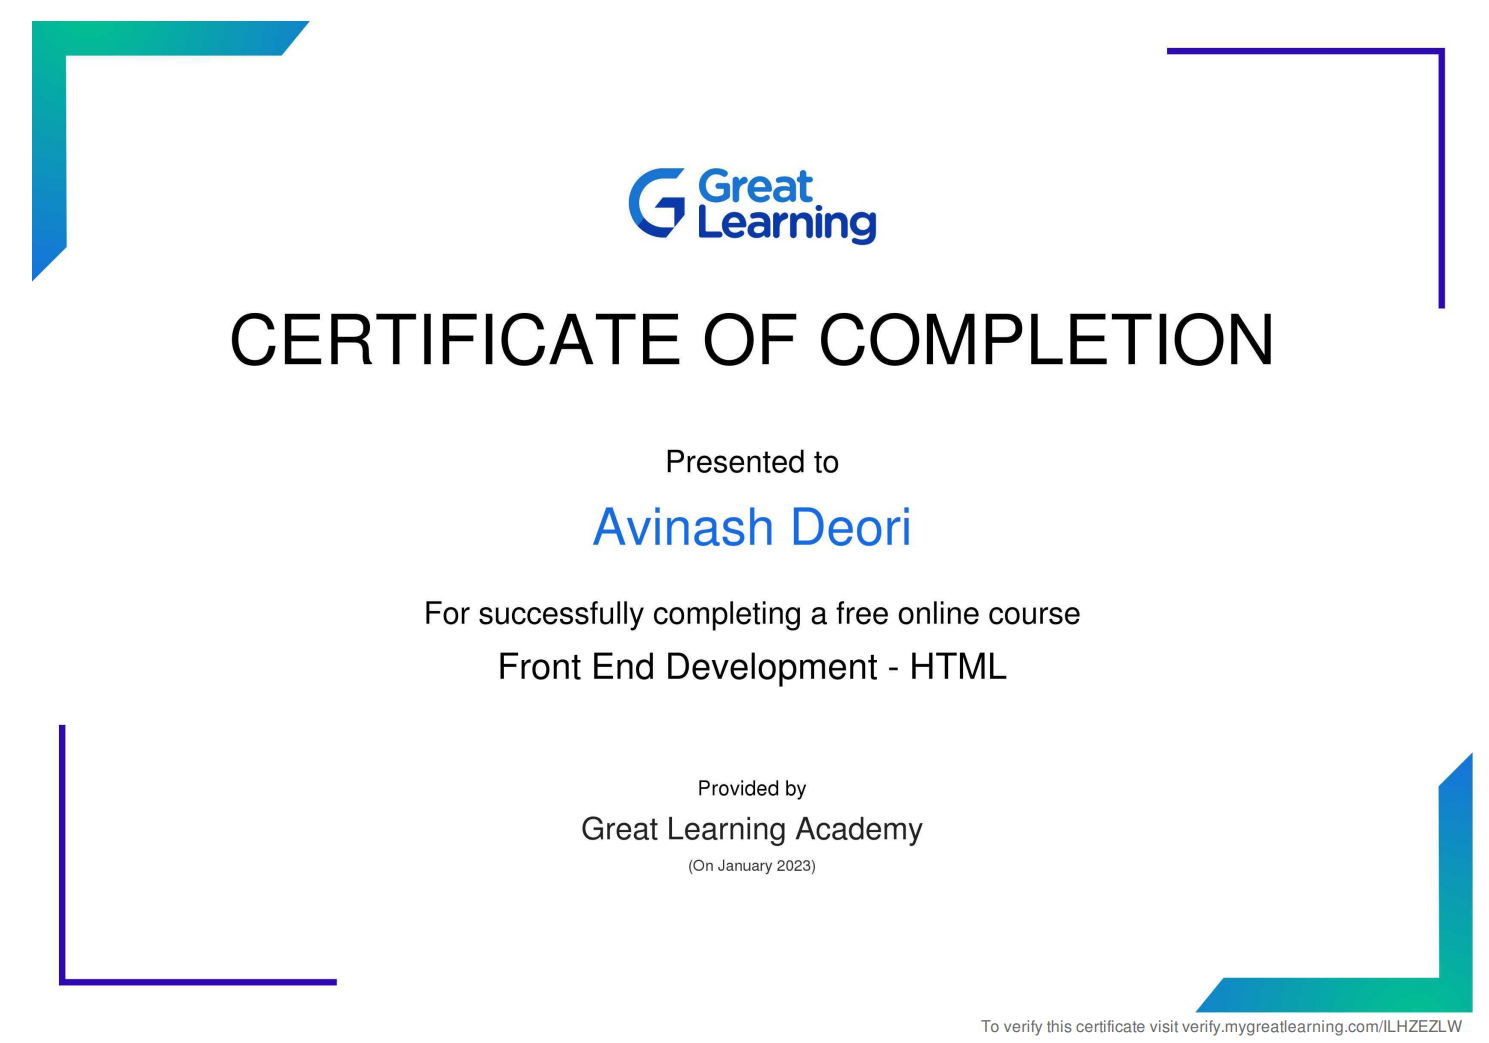 Great
Learning
CERTIFICATE OF COMPLETION
Presented to
Avinash Deori
For successfully completing a free online course
Front End Development - HTML
Provided by
Great Learning Academy
(On January 2023)
To verify this certificate visit verify.mygreatlearning.com/ILHZEZLW